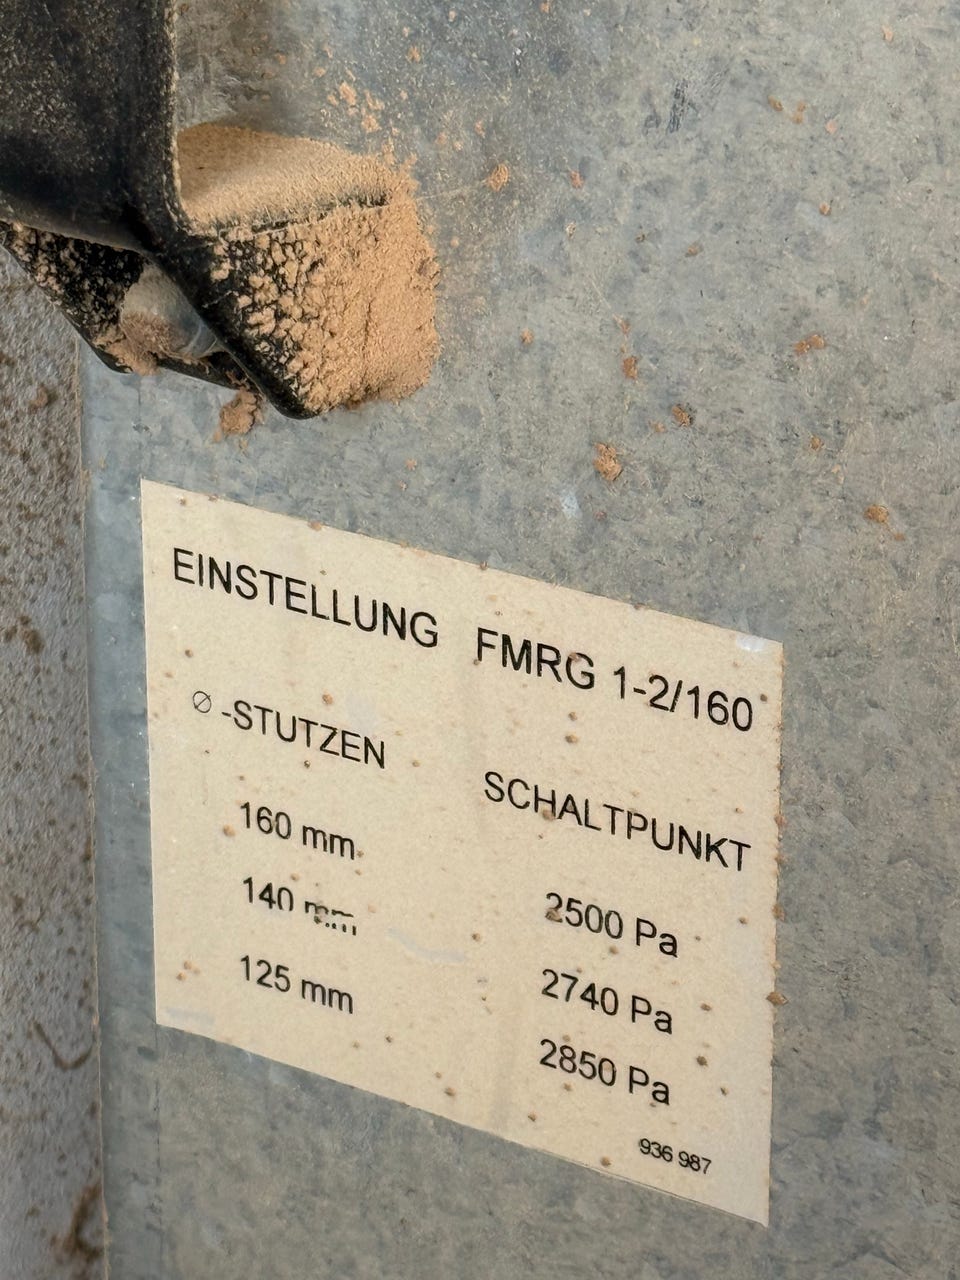 EINSTELLUNG FMRG 1-2/160
Ø -STUTZEN SCHALTPUNKT
160 mm 2500 Pa
140 mm 2740 Pa
125 mm 2850 Pa
936 987